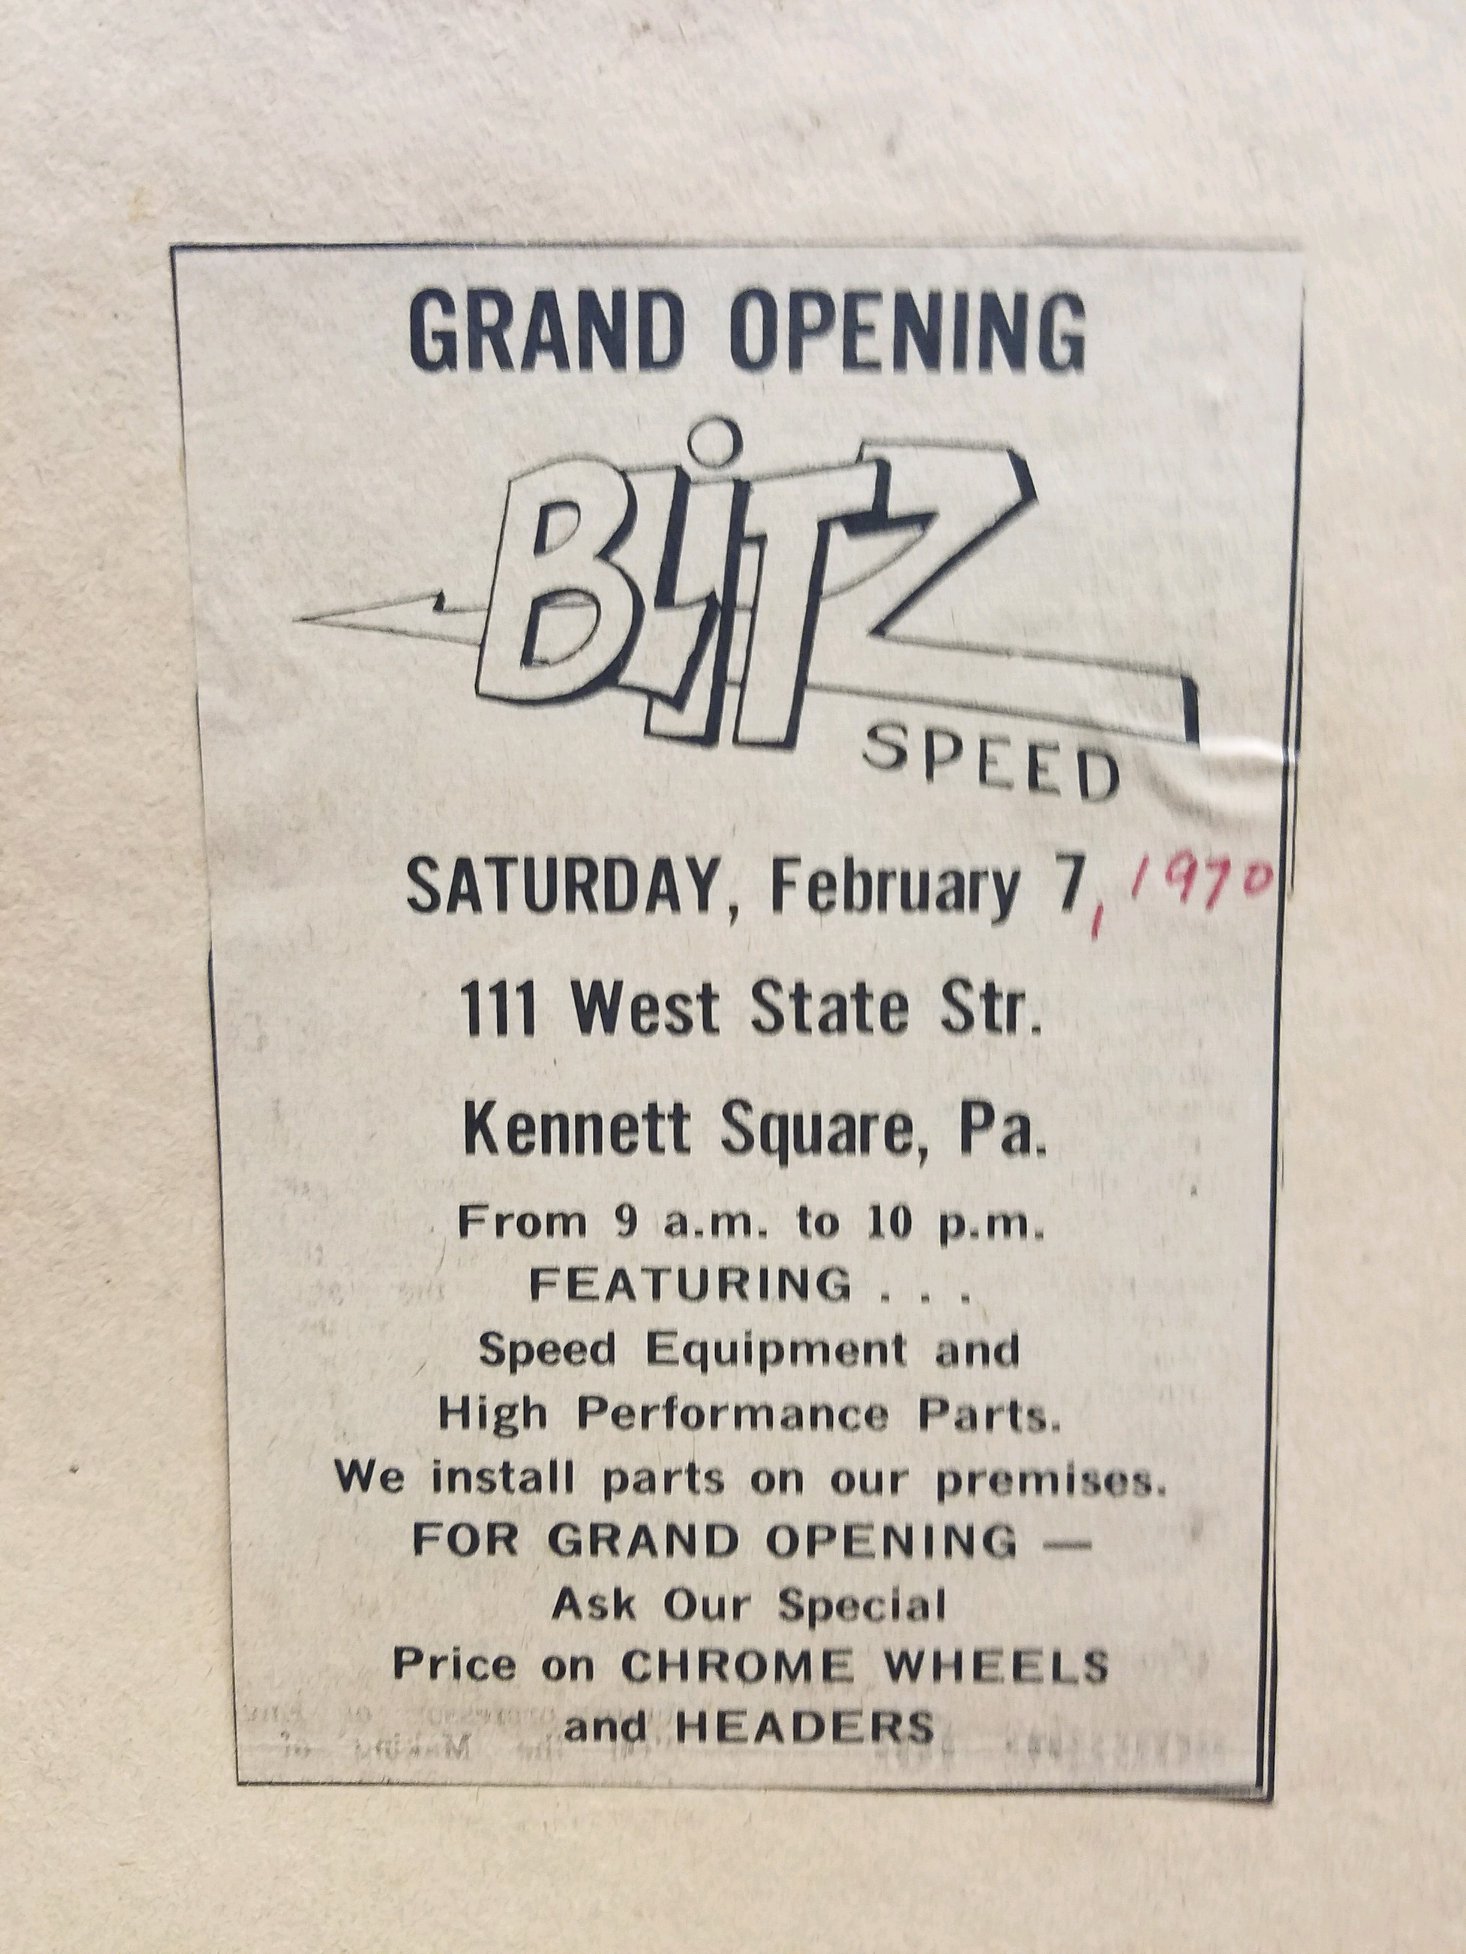 GRAND OPENING
BLiTZ
SPEED
SATURDAY, February 7, 1970
111 West State Str.
Kennett Square, Pa.
From 9 a.m. to 10 p.m.
FEATURING . . .
Speed Equipment and
High Performance Parts.
We install parts on our premises.
FOR GRAND OPENING —
Ask Our Special
Price on CHROME WHEELS
and HEADERS